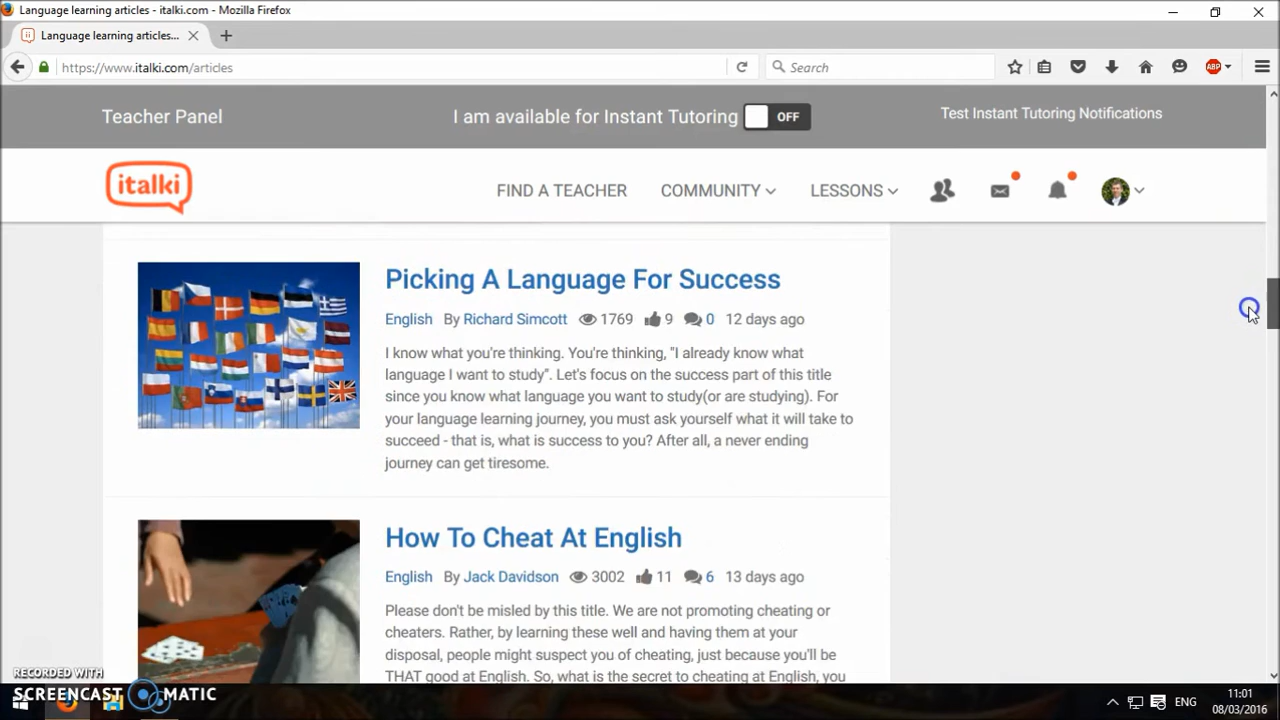 Language learning articles - italki.com - Mozilla Firefox
Language learning articles...
https://www.italki.com/articles
Search
ABP
Teacher Panel
I am available for Instant Tutoring
OFF
Test Instant Tutoring Notifications
italki
FIND A TEACHER
COMMUNITY
LESSONS
Picking A Language For Success
English By Richard Simcott 1769 9 0 12 days ago
I know what you're thinking. You're thinking, "I already know what
language I want to study". Let's focus on the success part of this title
since you know what language you want to study(or are studying). For
your language learning journey, you must ask yourself what it will take to
succeed - that is, what is success to you? After all, a never ending
journey can get tiresome.
How To Cheat At English
English By Jack Davidson 3002 11 6 13 days ago
Please don't be misled by this title. We are not promoting cheating or
cheaters. Rather, by learning these well and having them at your
disposal, people might suspect you of cheating, just because you'll be
THAT good at English. So, what is the secret to cheating at English, you
RECORDED WITH
SCREENCAST MATIC
ENG
11:01
08/03/2016